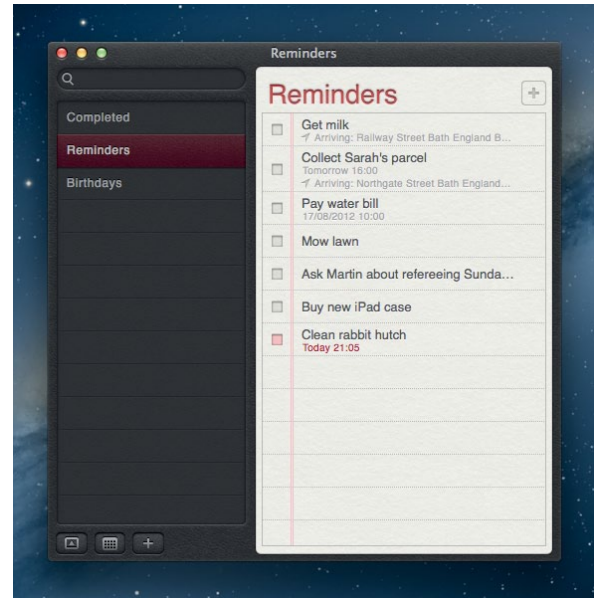 Reminders
Completed
Reminders
Birthdays
Reminders
Get milk
Arriving: Railway Street Bath England B...
Collect Sarah's parcel
Tomorrow 16:00
Arriving: Northgate Street Bath England...
Pay water bill
17/08/2012 10:00
Mow lawn
Ask Martin about refereeing Sunda...
Buy new iPad case
Clean rabbit hutch
Today 21:05